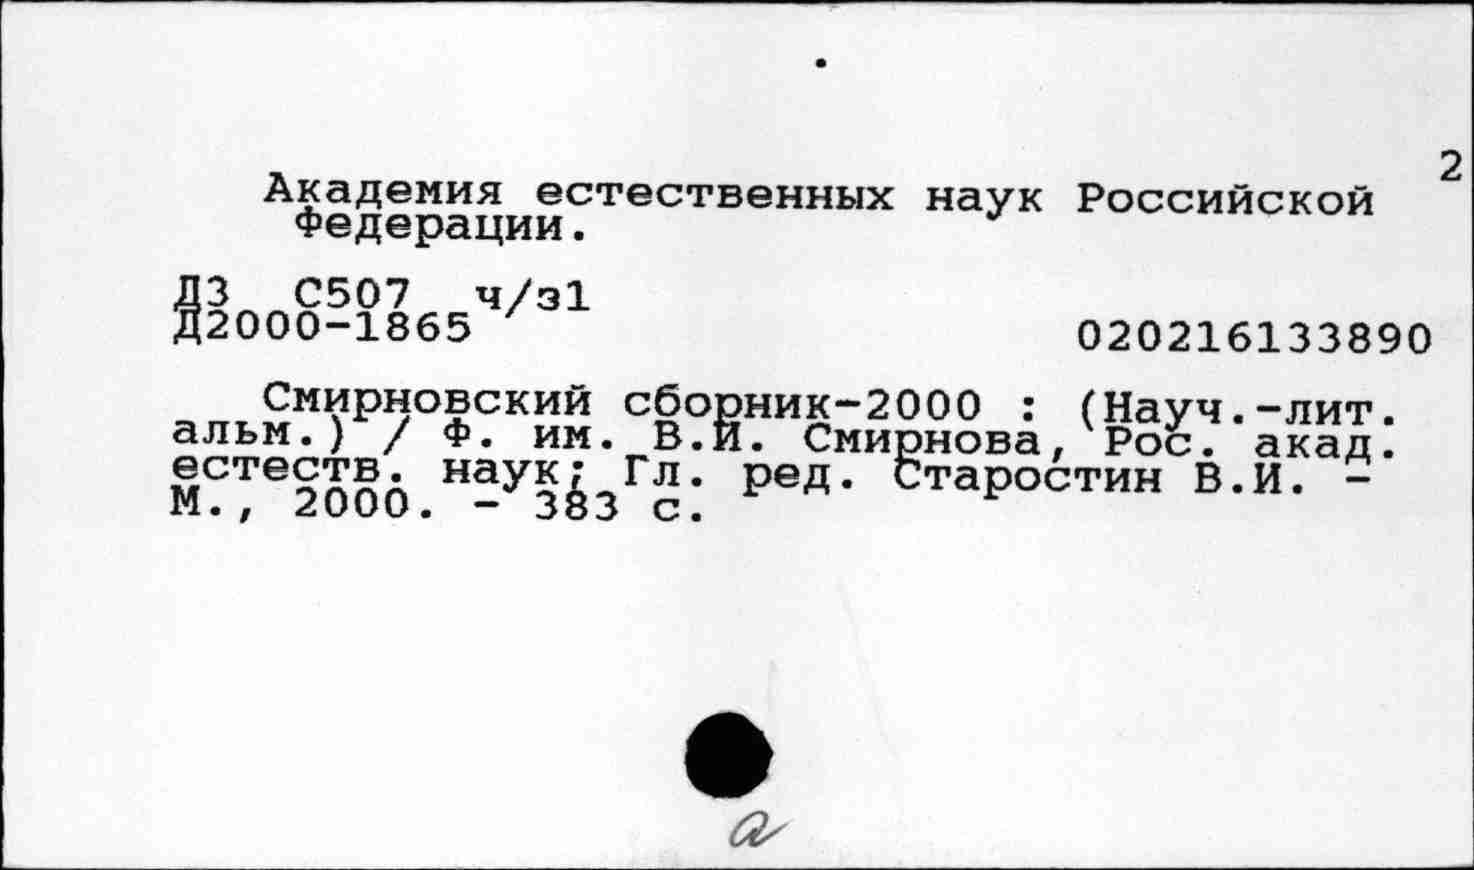 2
Академия естественных наук Российской
Федерации.
Д3 С507 ч/з1
Д2000-1865
020216133890
Смирновский сборник-2000 : (Науч.-лит.
альм.) / Ф. им. В.И. Смирнова, Рос. акад.
естеств. наук; Гл. ред. Старостин В.И. -
М., 2000. - 383 с.